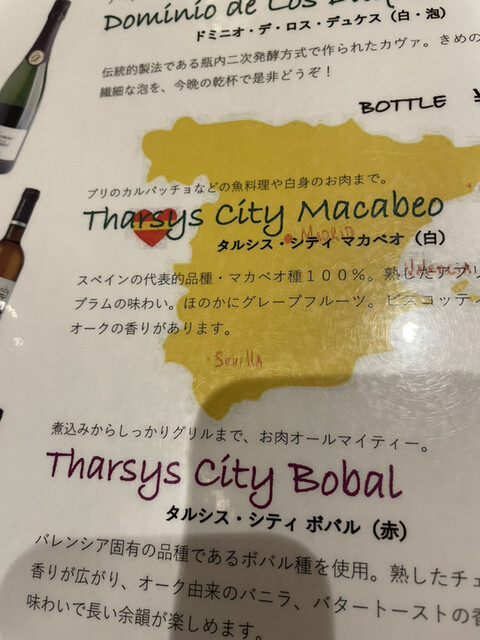 Dominio de Los
ドミニオ・デ・ロス・デュケス（白・泡）
伝統的製法である瓶内二次発酵方式で作られたカヴァ。きめの
繊細な泡を、今晩の乾杯で是非どうぞ！
BOTTLE ¥
ブリのカルパッチョなどの魚料理や白身のお肉まで。
Tharsys City Macabeo
MADRID
タルシス・シティ マカベオ（白）
Valencia
スペインの代表的品種・マカベオ種１００%。熟したアプリ
プラムの味わい。ほのかにグレープフルーツ。ビスコッティ
オークの香りがあります。
Sevilla
煮込みからしっかりグリルまで、お肉オールマイティー。
Tharsys City Bobal
タルシス・シティ ボバル（赤）
バレンシア固有の品種であるボバル種を使用。熟したチェ
香りが広がり、オーク由来のバニラ、バタートーストの香
味わいで長い余韻が楽しめます。